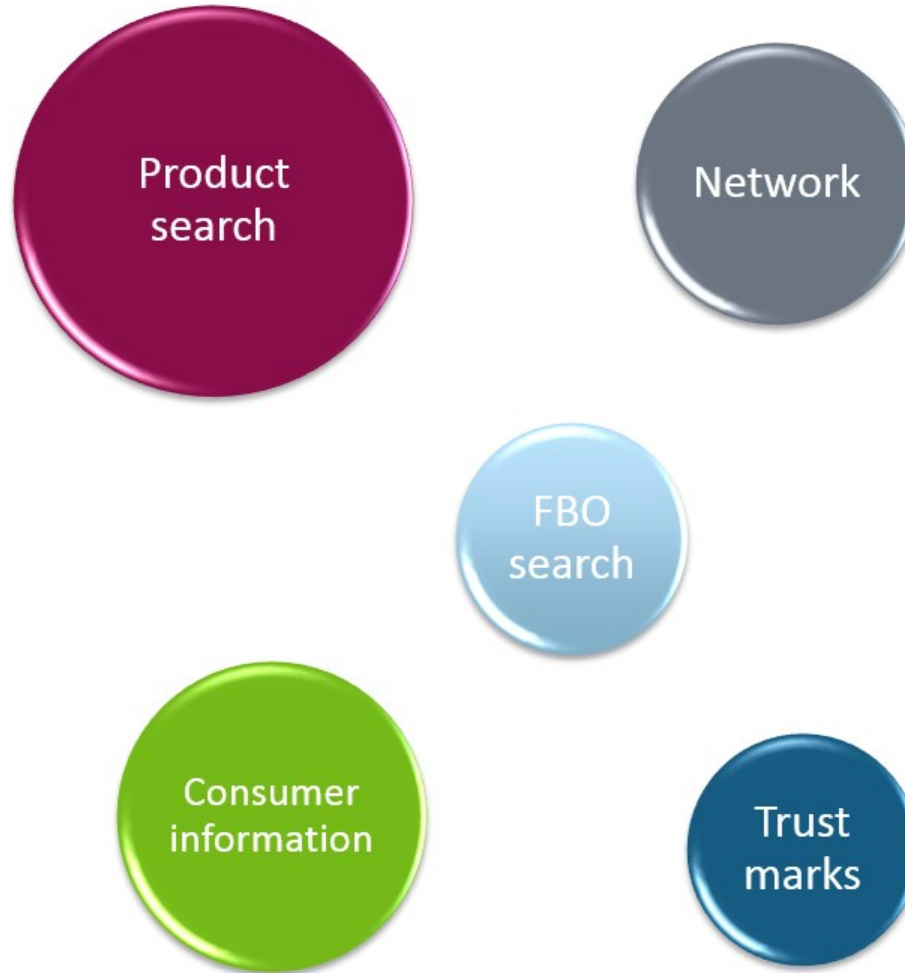 Product
search
Network
FBO
search
Consumer
information
Trust
marks